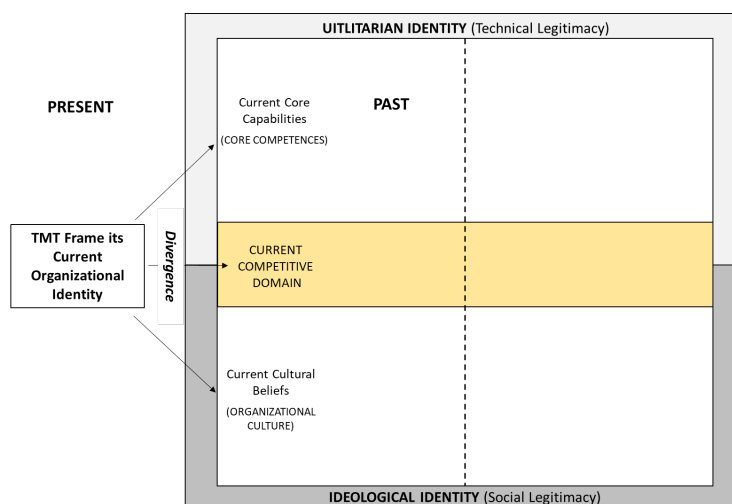 UITLITARIAN IDENTITY (Technical Legitimacy)
PRESENT
Current Core
Capabilities
(CORE COMPETENCES)
PAST
TMT Frame its
Current
Organizational
Identity
Divergence
CURRENT
COMPETITIVE
DOMAIN
Current Cultural
Beliefs
(ORGANIZATIONAL
CULTURE)
IDEOLOGICAL IDENTITY (Social Legitimacy)